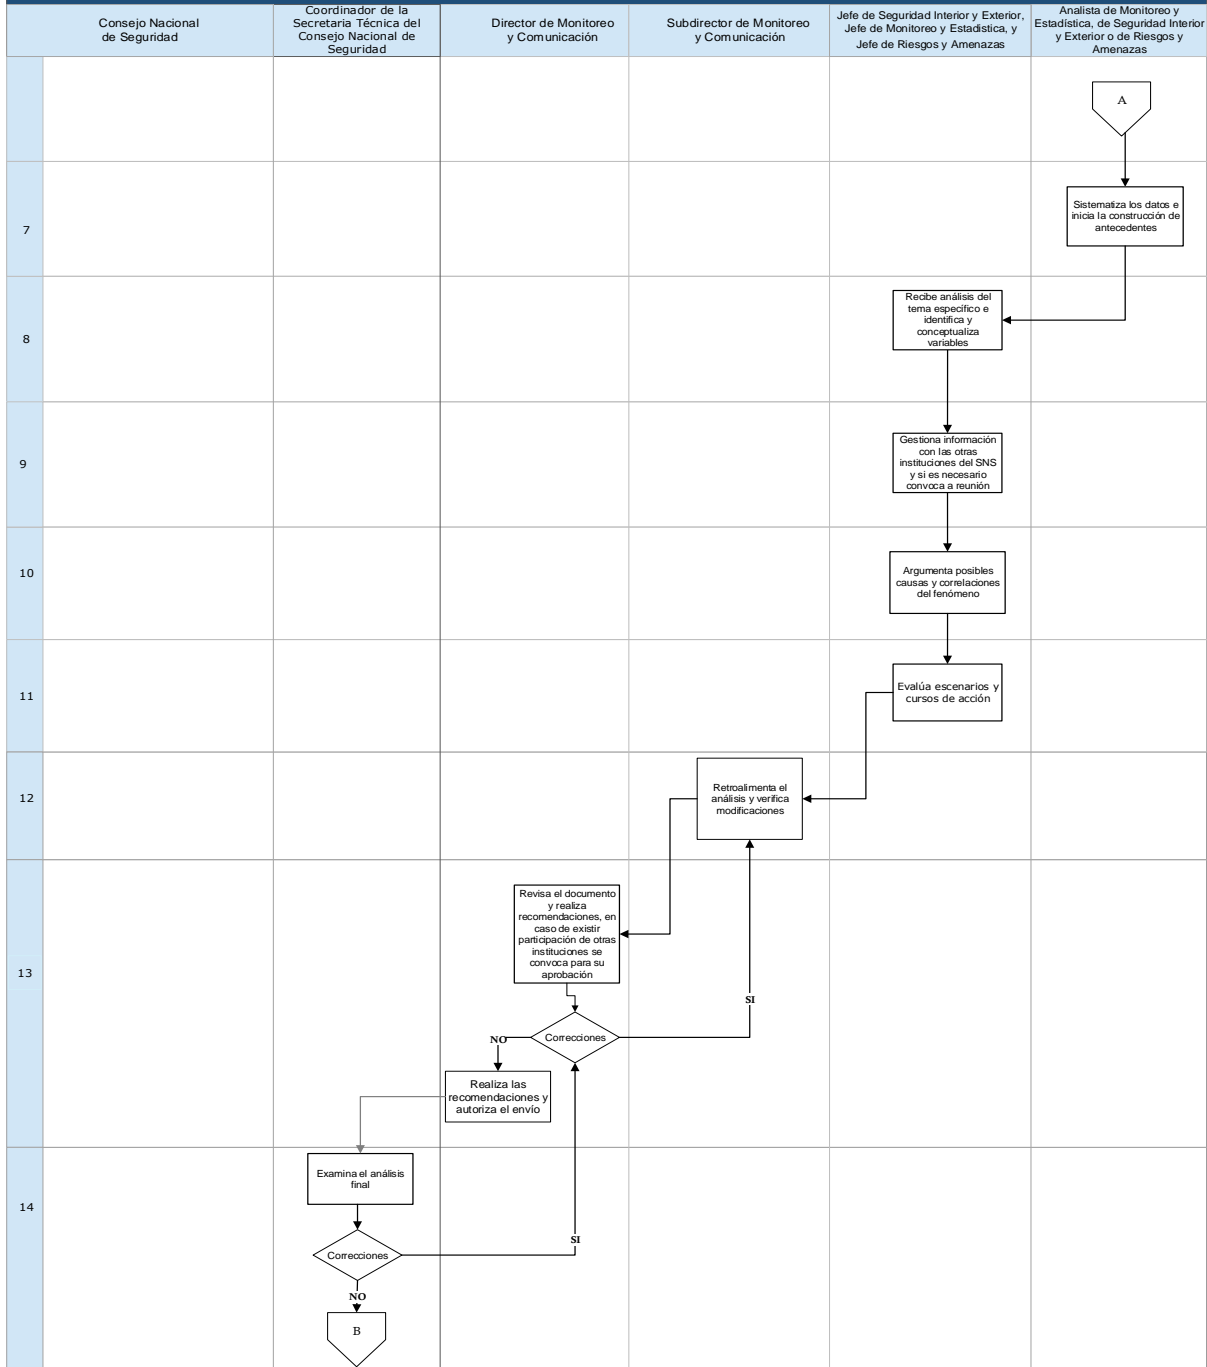 Consejo Nacional
de Seguridad
Coordinador de la
Secretaria Técnica del
Consejo Nacional de
Seguridad
Director de Monitoreo
y Comunicación
Subdirector de Monitoreo
y Comunicación
Jefe de Seguridad Interior y Exterior,
Jefe de Monitoreo y Estadistica, y
Jefe de Riesgos y Amenazas
Analista de Monitoreo y
Estadística, de Seguridad Interior
y Exterior o de Riesgos y
Amenazas
A
7
Sistematiza los datos e
inicia la construcción de
antecedentes
8
Recibe análisis del
tema específico e
identifica y
conceptualiza
variables
9
Gestiona información
con las otras
instituciones del SNS
y si es necesario
convoca a reunión
10
Argumenta posibles
causas y correlaciones
del fenómeno
11
Evalúa escenarios y
cursos de acción
12
Retroalimenta el
análisis y verifica
modificaciones
13
Revisa el documento
y realiza
recomendaciones, en
caso de existir
participación de otras
instituciones se
convoca para su
aprobación
SI
Correcciones
NO
Realiza las
recomendaciones y
autoriza el envío
14
Examina el análisis
final
SI
Correcciones
NO
B